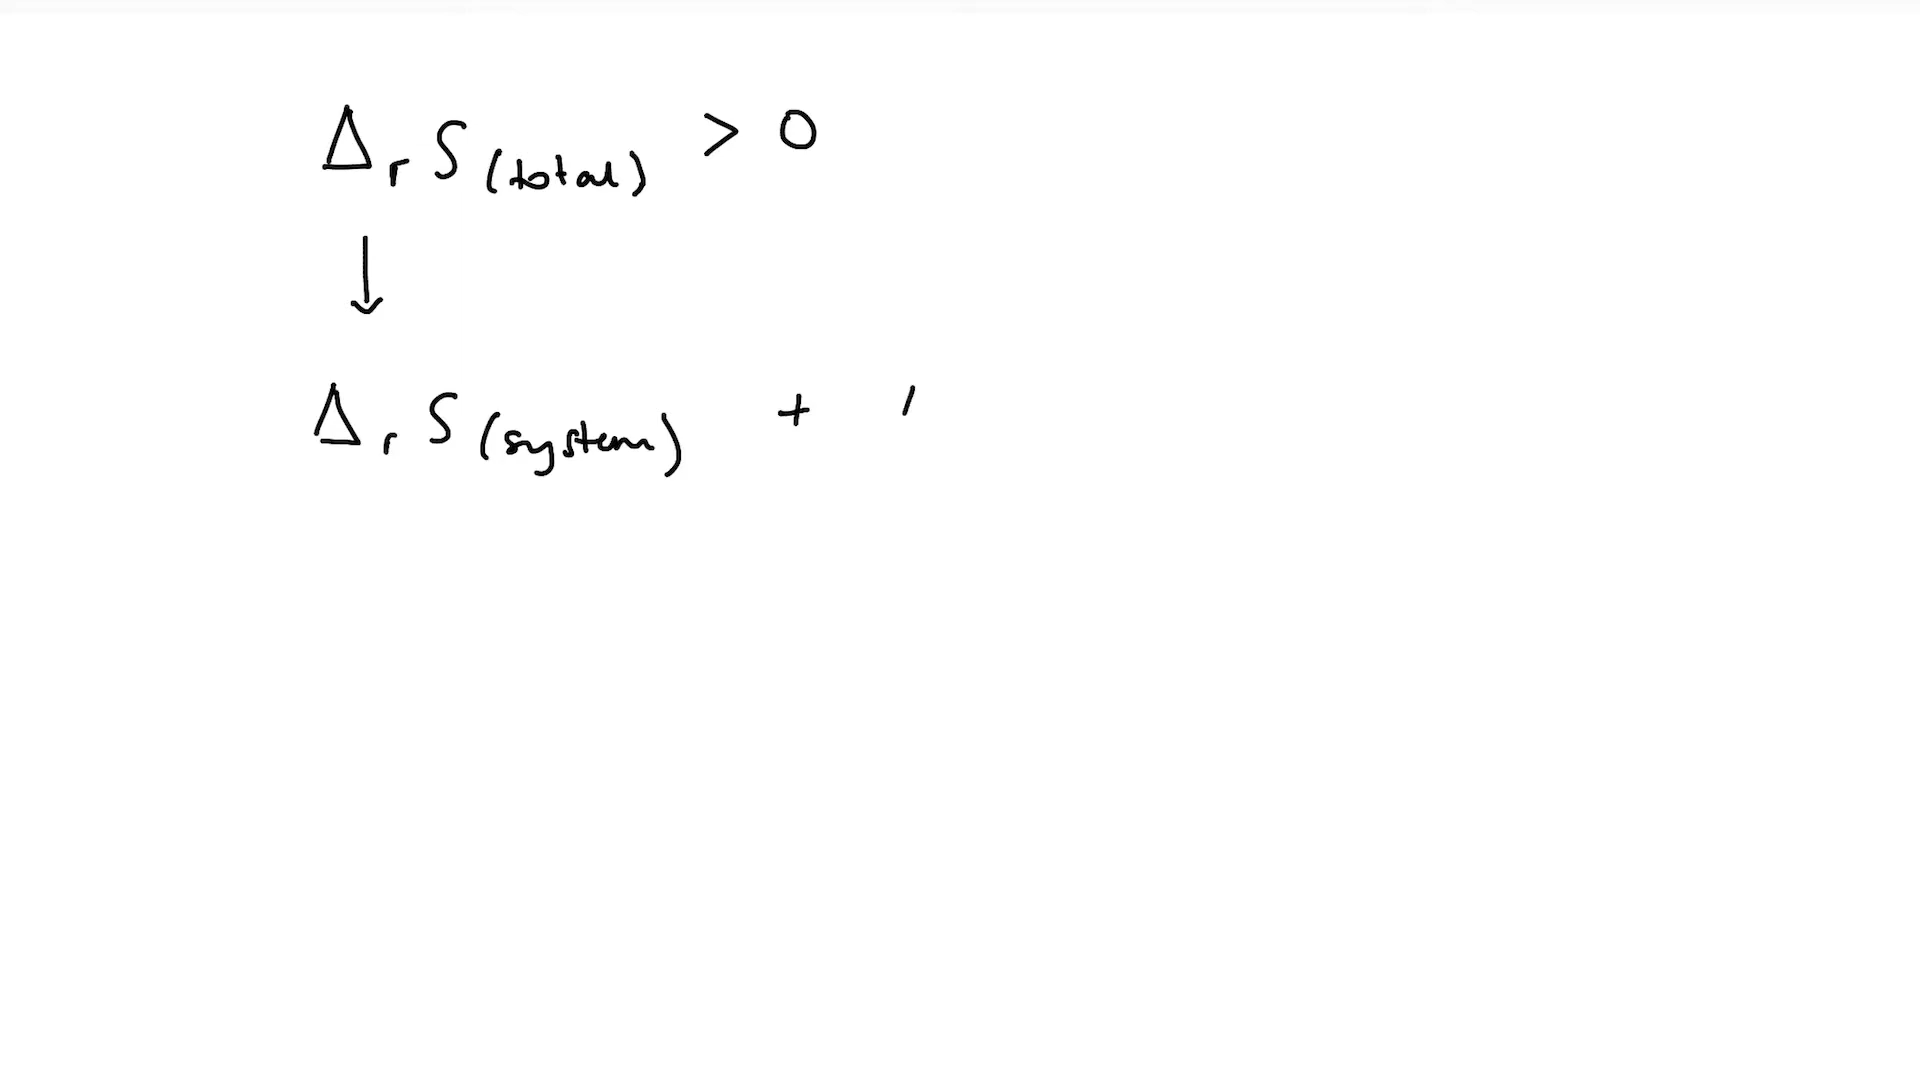 Δr S(total) > 0
↓
Δr S(system) + /